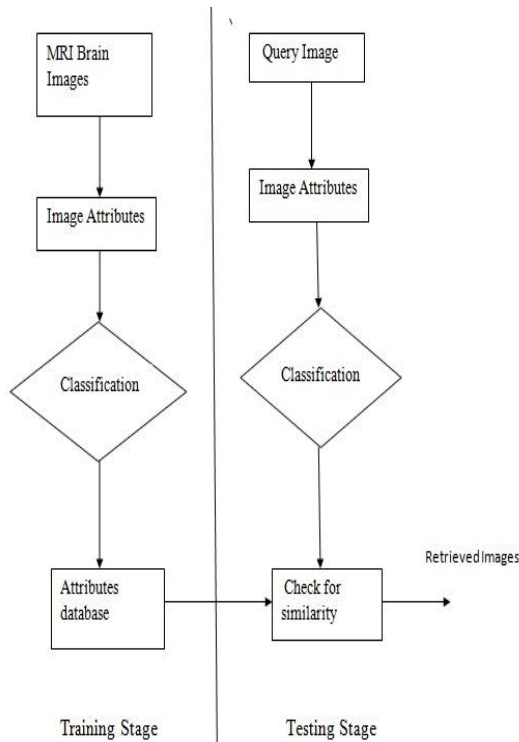 MRI Brain
Images
Image Attributes
Classification
Attributes
database
Training Stage
Query Image
Image Attributes
Classification
Check for
similarity
Retrieved Images
Testing Stage